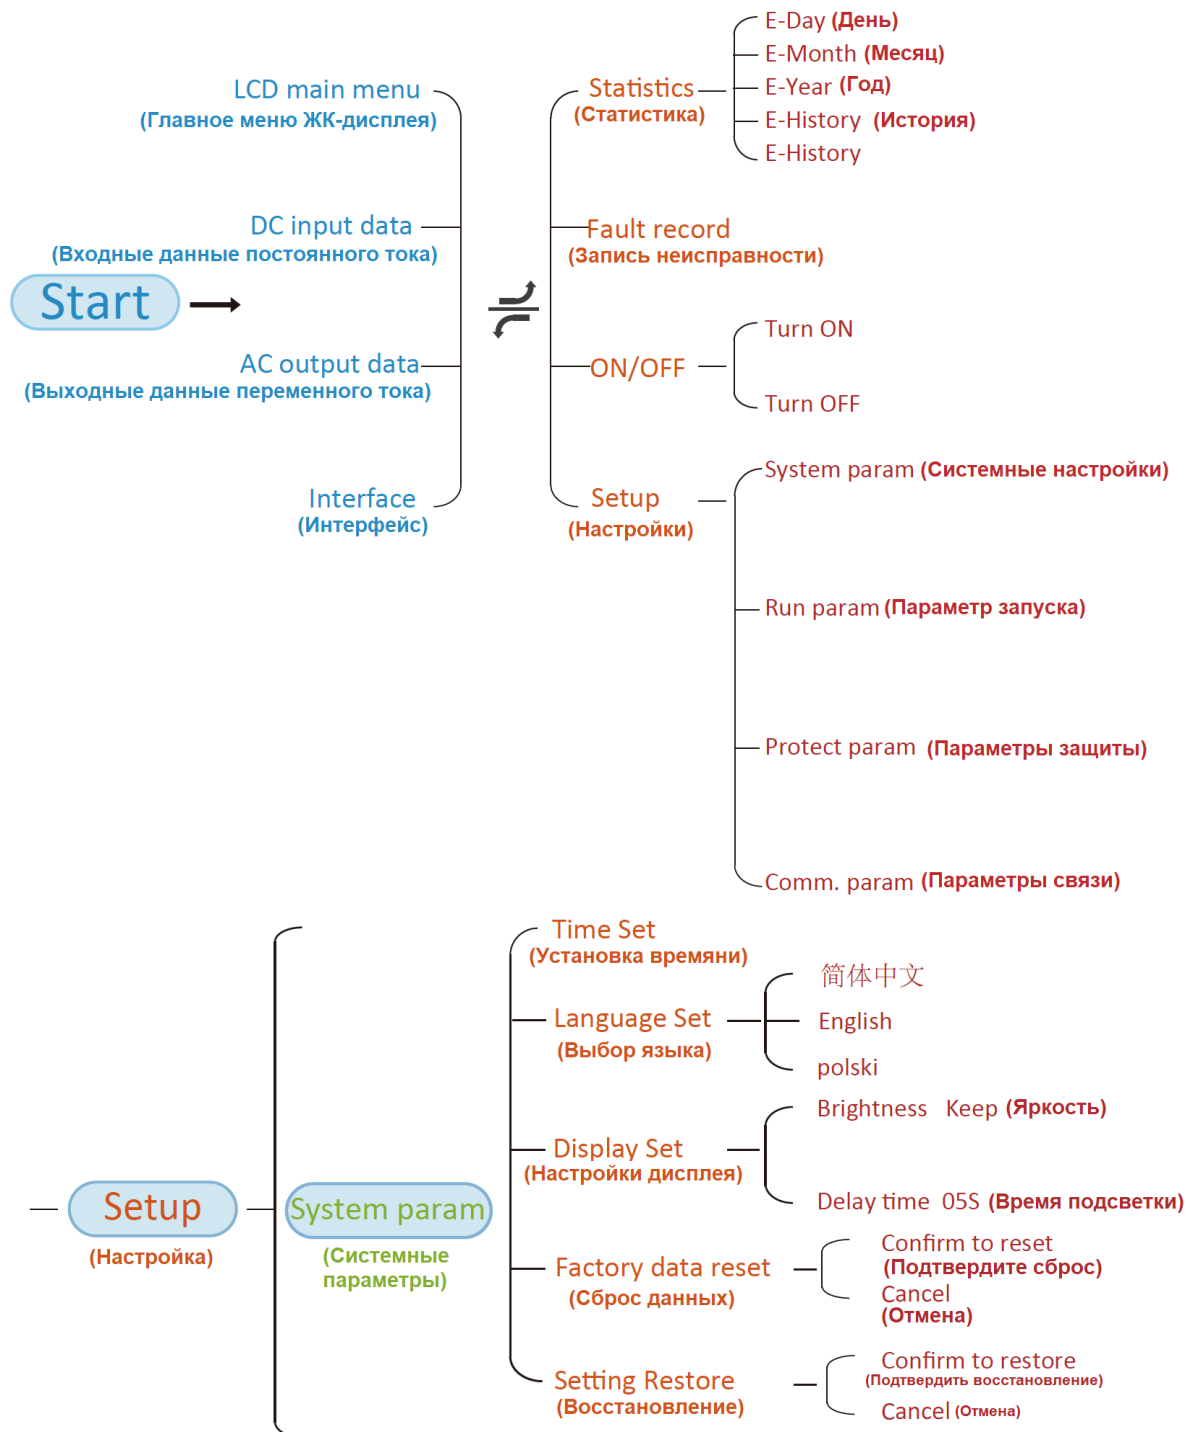 LCD main menu
(Главное меню ЖК-дисплея)
DC input data
(Входные данные постоянного тока)
Start
AC output data
(Выходные данные переменного тока)
Interface
(Интерфейс)
Statistics
(Статистика)
E-Day (День)
E-Month (Месяц)
E-Year (Год)
E-History (История)
E-History
Fault record
(Запись неисправности)
ON/OFF
Turn ON
Turn OFF
Setup
(Настройки)
System param (Системные настройки)
Run param (Параметр запуска)
Protect param (Параметры защиты)
Comm. param (Параметры связи)
Setup
(Настройка)
System param
(Системные
параметры)
Time Set
(Установка времяни)
Language Set
(Выбор языка)
简体中文
English
polski
Display Set
(Настройки дисплея)
Brightness Keep (Яркость)
Delay time 05S (Время подсветки)
Factory data reset
(Сброс данных)
Confirm to reset
(Подтвердите сброс)
Cancel
(Отмена)
Setting Restore
(Восстановление)
Confirm to restore
(Подтвердить восстановление)
Cancel (Отмена)